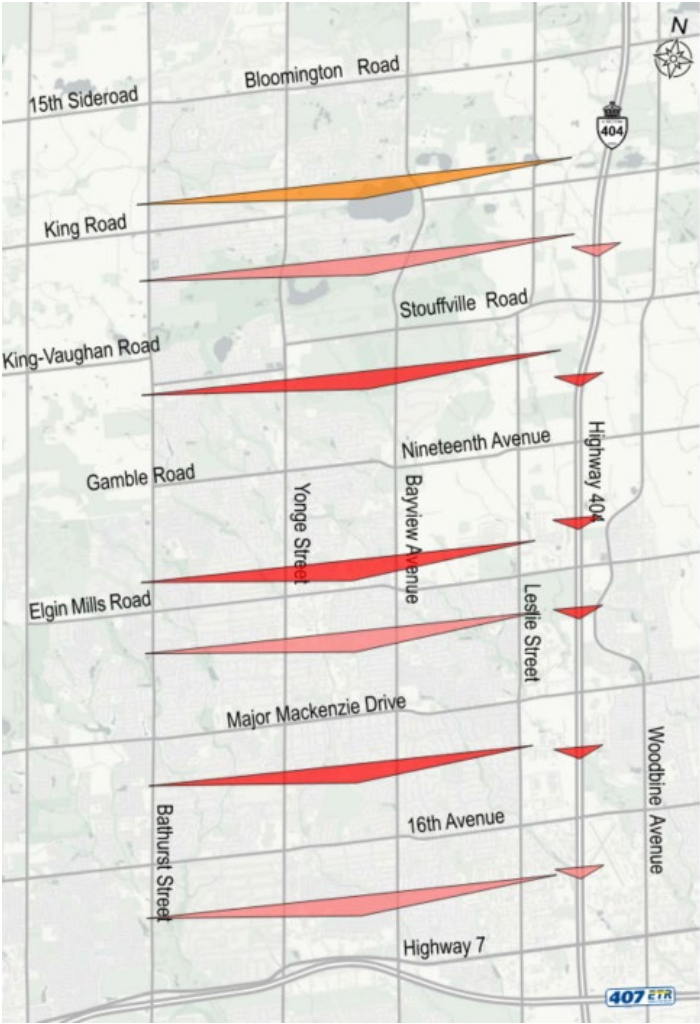 N
Bloomington Road
15th Sideroad
404
King Road
Stouffville Road
King-Vaughan Road
Nineteenth Avenue
Gamble Road
Highway 404
Yonge Street
Bayview Avenue
Elgin Mills Road
Leslie Street
Major Mackenzie Drive
Woodbine Avenue
Bathurst Street
16th Avenue
Highway 7
407 ETR